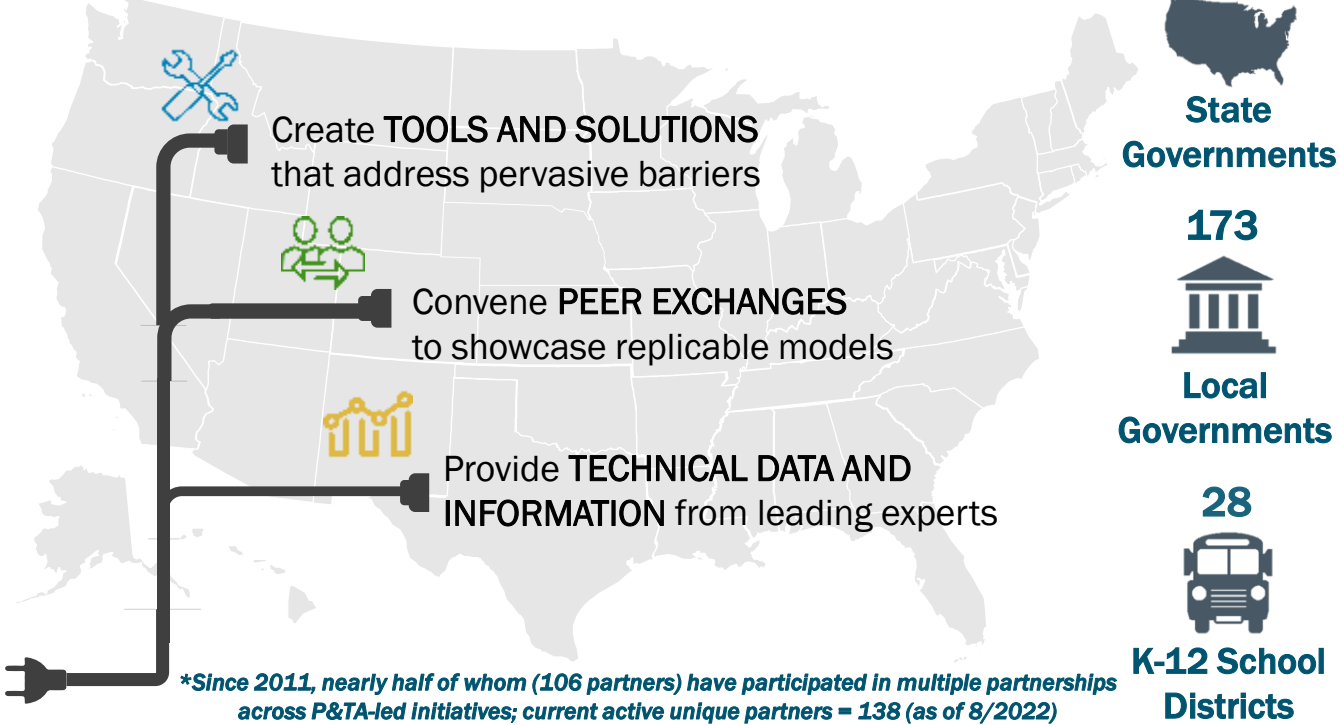 Create TOOLS AND SOLUTIONS
that address pervasive barriers
Convene PEER EXCHANGES
to showcase replicable models
Provide TECHNICAL DATA AND
INFORMATION from leading experts
*Since 2011, nearly half of whom (106 partners) have participated in multiple partnerships
across P&TA-led initiatives; current active unique partners = 138 (as of 8/2022)
State
Governments
173
Local
Governments
28
K-12 School
Districts